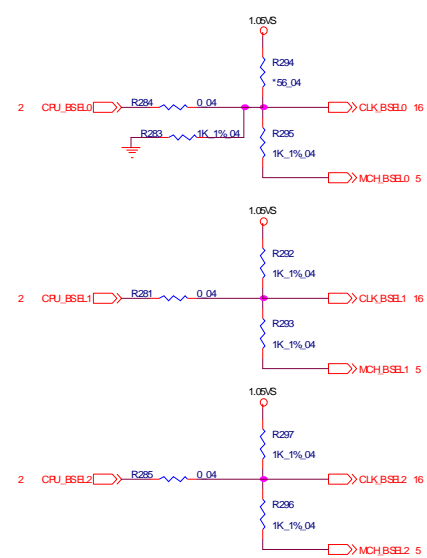 1.05VS
R294
*56_04
2 CPU_BSEL0 R284 0_04 CLK_BSEL0 16
R283 1K_1%_04 R295
1K_1%_04
MCH_BSEL0 5
1.05VS
R292
1K_1%_04
2 CPU_BSEL1 R281 0_04 CLK_BSEL1 16
R293
1K_1%_04
MCH_BSEL1 5
1.05VS
R297
1K_1%_04
2 CPU_BSEL2 R285 0_04 CLK_BSEL2 16
R296
1K_1%_04
MCH_BSEL2 5